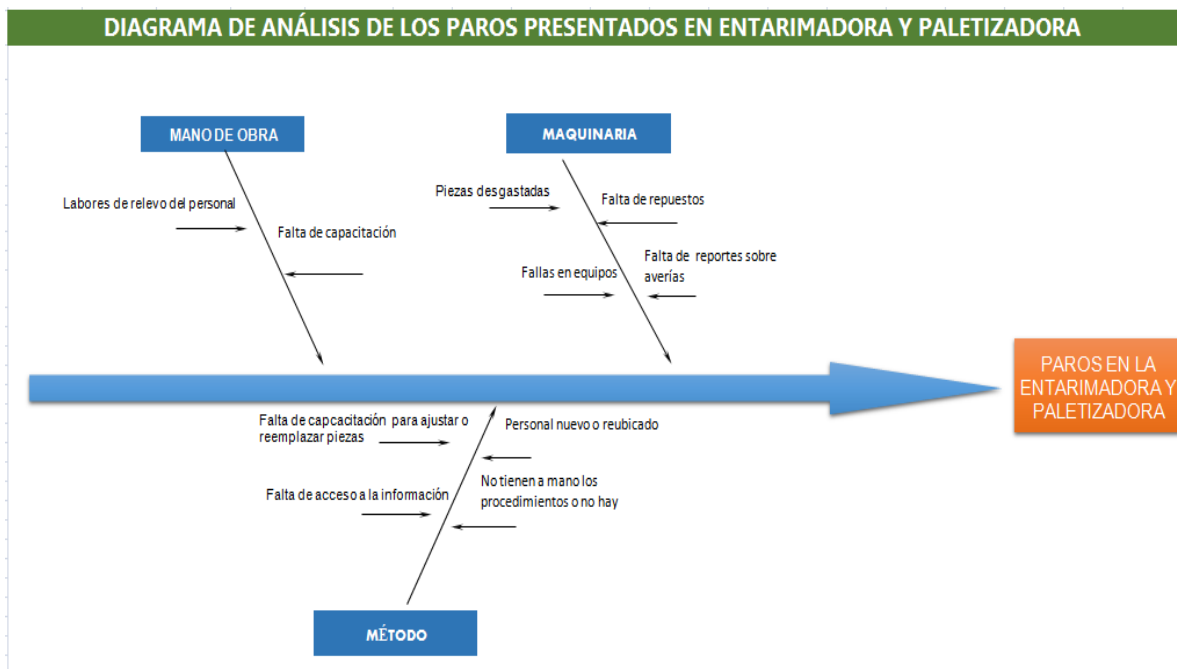 DIAGRAMA DE ANÁLISIS DE LOS PAROS PRESENTADOS EN ENTARIMADORA Y PALETIZADORA
MANO DE OBRA
MAQUINARIA
Piezas desgastadas
Labores de relevo del personal
Falta de repuestos
Falta de capacitación
Falta de reportes sobre
averías
Fallas en equipos
PAROS EN LA
ENTARIMADORA Y
PALETIZADORA
Falta de capcacitación para ajustar o
reemplazar piezas
Personal nuevo o reubicado
No tienen a mano los
procedimientos o no hay
Falta de acceso a la información
MÉTODO